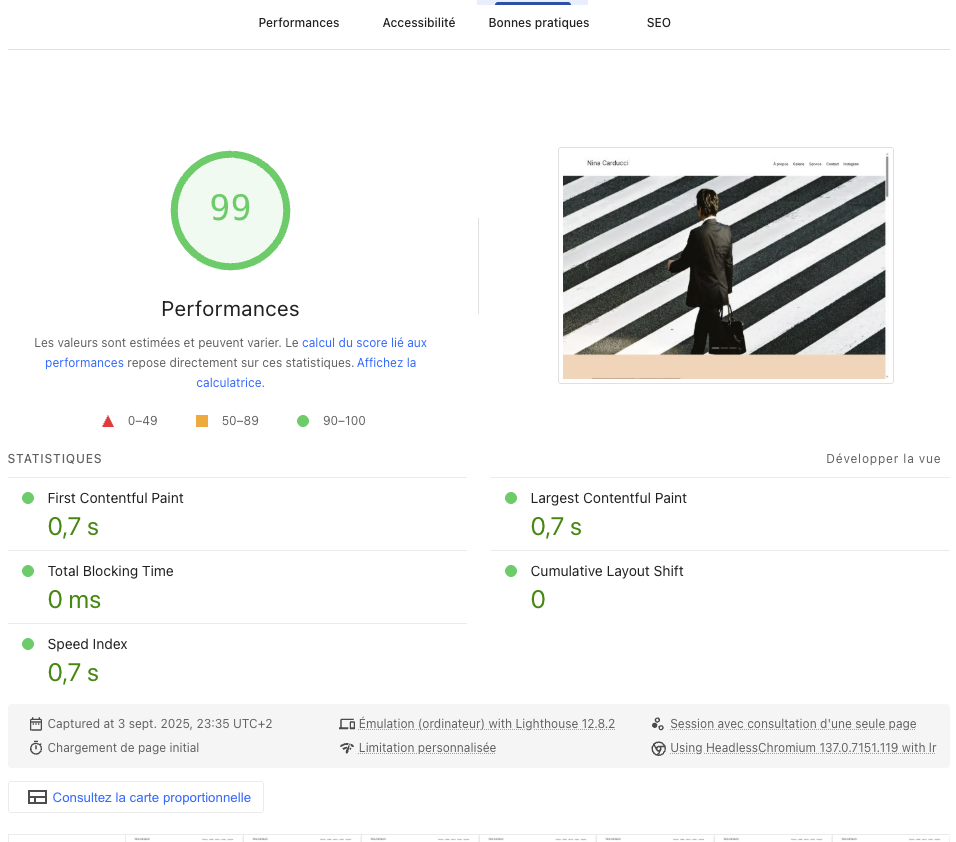 Performances Accessibilité Bonnes pratiques SEO
99
Performances
Les valeurs sont estimées et peuvent varier. Le calcul du score lié aux
performances repose directement sur ces statistiques. Affichez la
calculatrice.
0–49 50–89 90–100
Nina Carducci
À propos Galerie Service Contact Instagram
STATISTIQUES
Développer la vue
First Contentful Paint
0,7 s
Largest Contentful Paint
0,7 s
Total Blocking Time
0 ms
Cumulative Layout Shift
0
Speed Index
0,7 s
Captured at 3 sept. 2025, 23:35 UTC+2
Émulation (ordinateur) with Lighthouse 12.8.2
Session avec consultation d'une seule page
Chargement de page initial
Limitation personnalisée
Using HeadlessChromium 137.0.7151.119 with lr
Consultez la carte proportionnelle